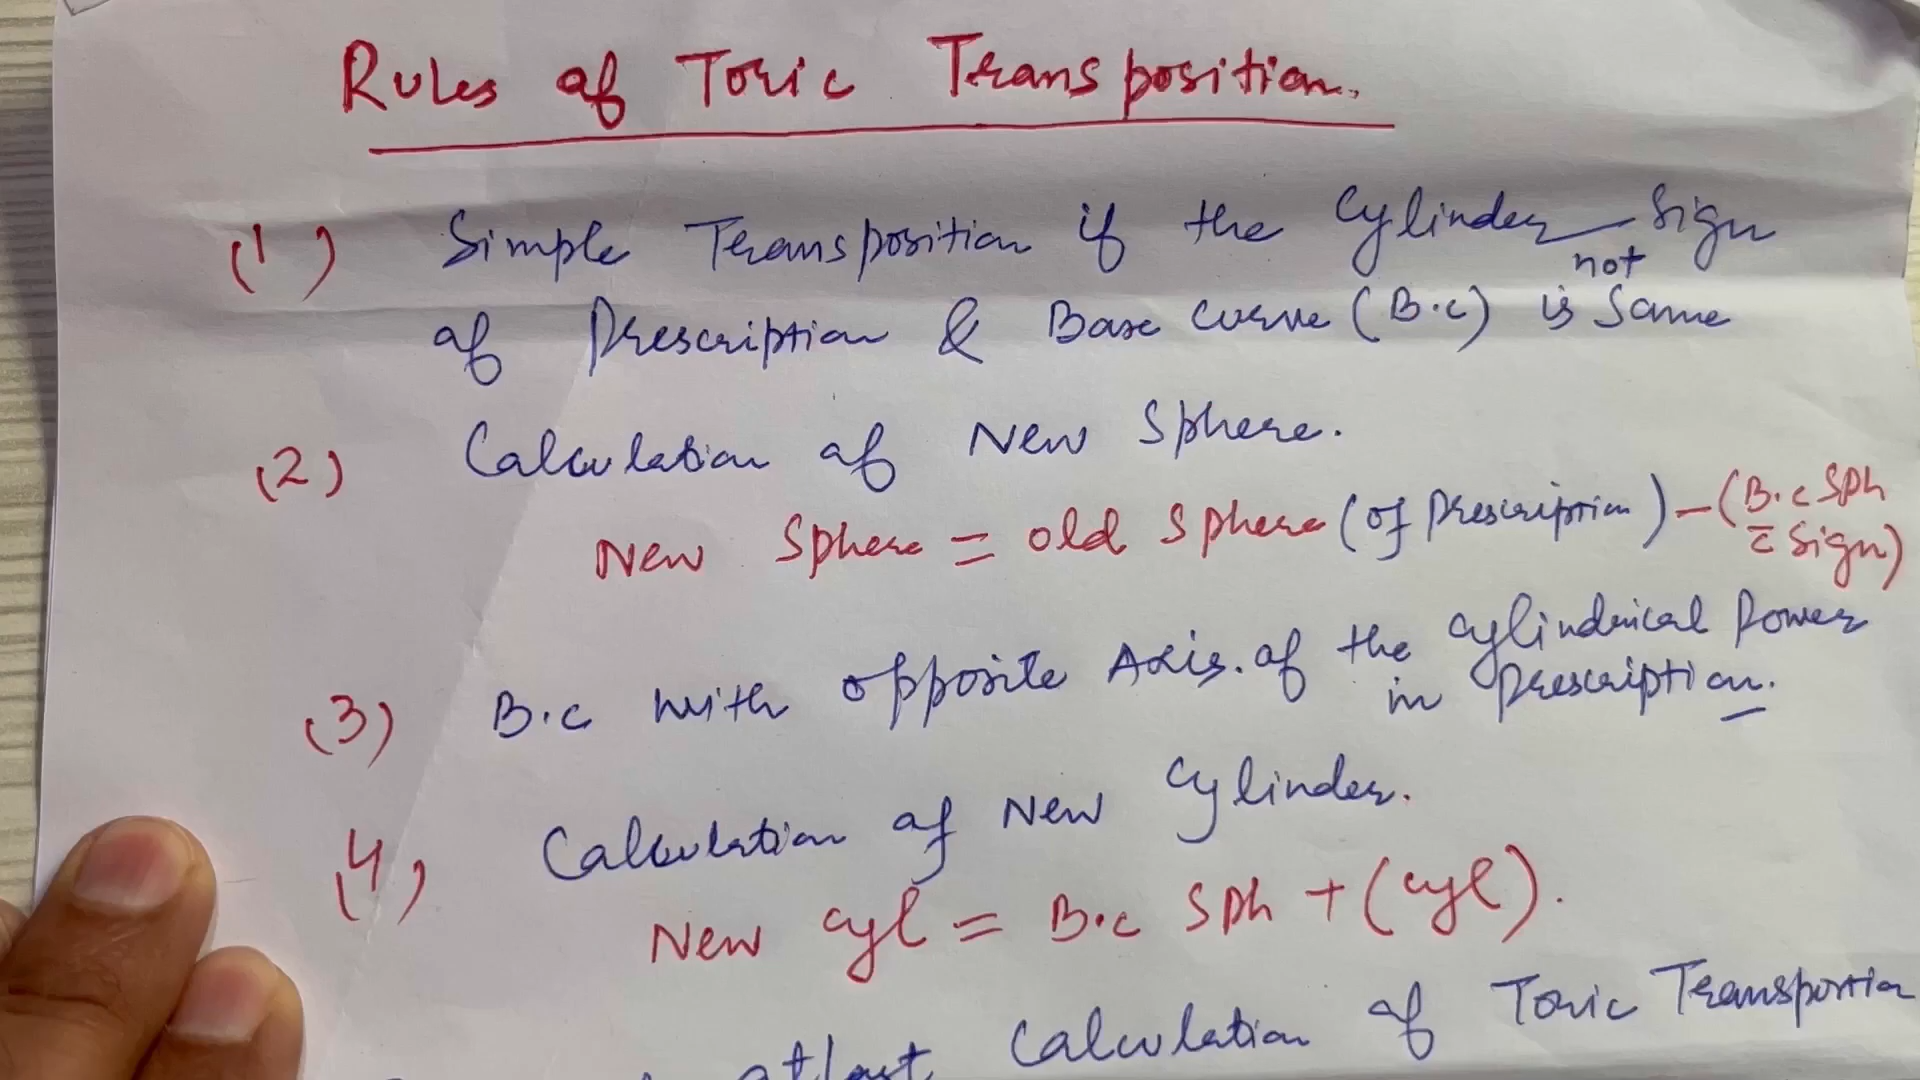 Rules of Toric Transposition.
(1) Simple Transposition if the Cylinder Sign
not
of Prescription & Base curve (B.c) is Same
(2) Calculation of New Sphere.
New Sphere = old Sphere (of Prescription) - (B.c Sph
c̄ Sign)
(3) B.c with opposite Axis. of the cylindrical Power
in Prescription.
(4) Calculation of New Cylinder.
New cyl = B.c Sph + (cyl).
atlast Calculation of Toric Transportion